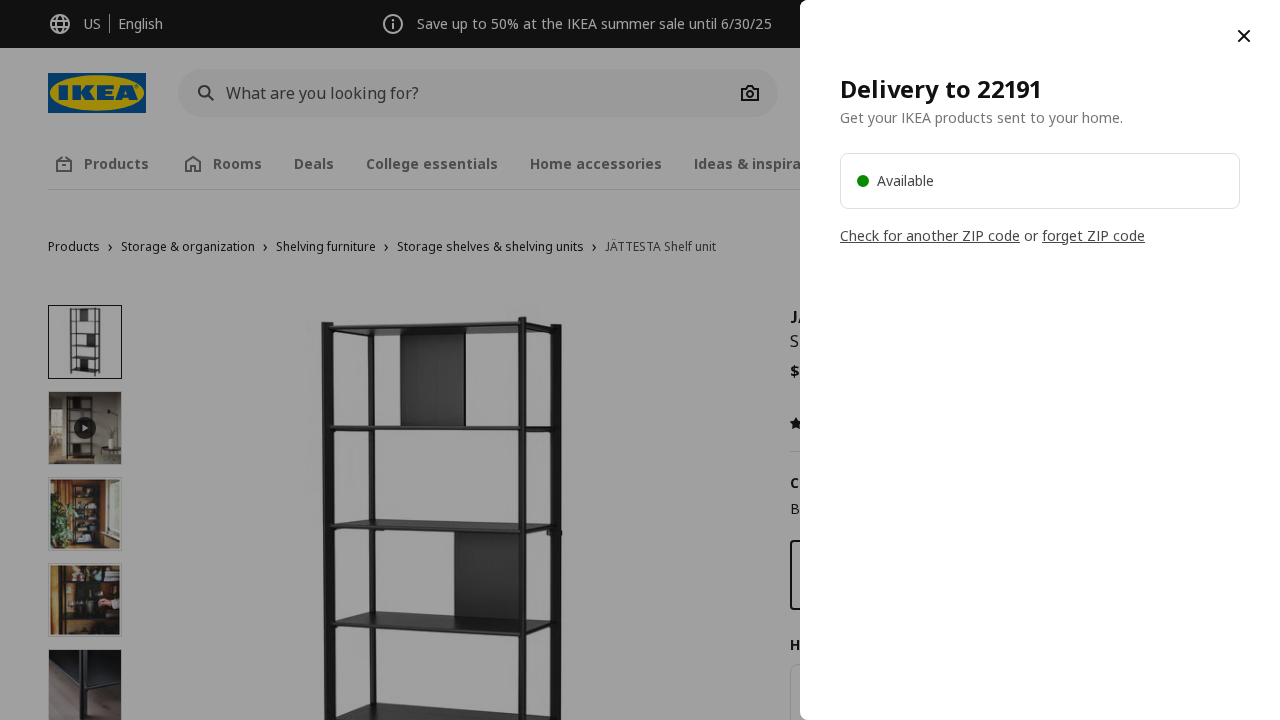 US English
Save up to 50% at the IKEA summer sale until 6/30/25
IKEA
What are you looking for?
Products
Rooms
Deals
College essentials
Home accessories
Ideas & inspira
Products › Storage & organization › Shelving furniture › Storage shelves & shelving units › JÄTTESTA Shelf unit
$
Delivery to 22191
Get your IKEA products sent to your home.
Available
Check for another ZIP code or forget ZIP code